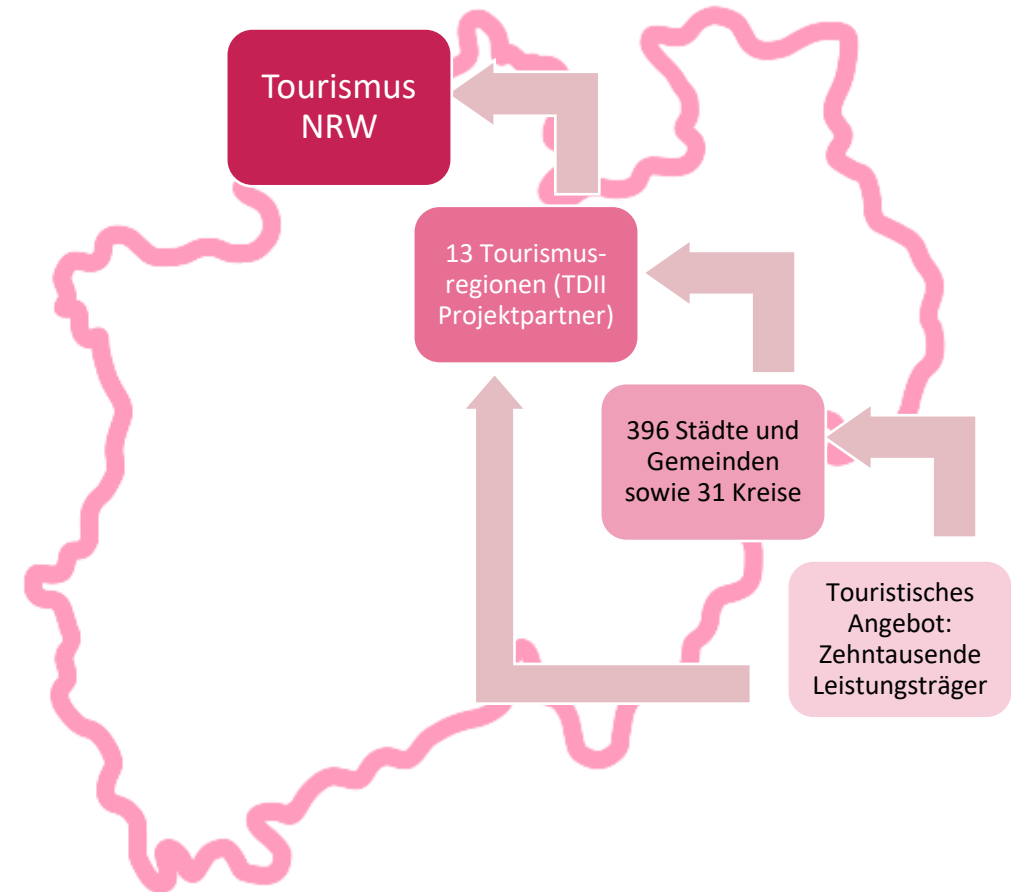 Tourismus
NRW
13 Tourismus-
regionen (TDII
Projektpartner)
396 Städte und
Gemeinden
sowie 31 Kreise
Touristisches
Angebot:
Zehntausende
Leistungsträger